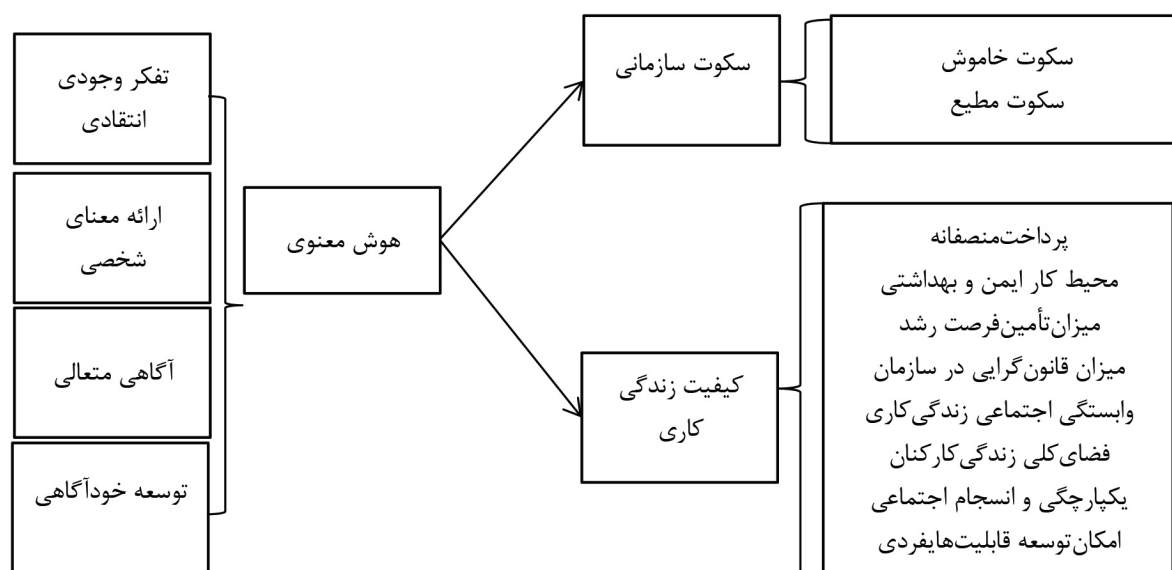 تفکر وجودی
انتقادی
ارائه معنای
شخصی
آگاهی متعالی
توسعه خودآگاهی
هوش معنوی
سکوت سازمانی
سکوت خاموش
سکوت مطیع
کیفیت زندگی
کاری
پرداخت‌منصفانه
محیط کار ایمن و بهداشتی
میزان‌تأمین‌فرصت رشد
میزان قانون‌گرایی در سازمان
وابستگی اجتماعی زندگی‌کاری
فضای‌کلی زندگی‌کارکنان
یکپارچگی و انسجام اجتماعی
امکان‌توسعه قابلیت‌هایفردی